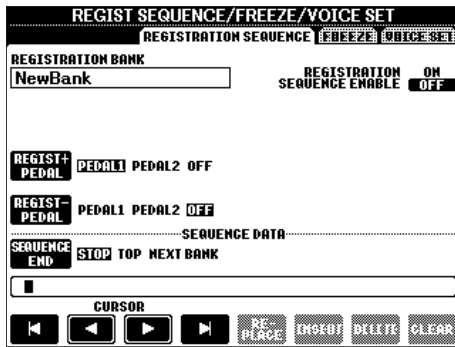 REGIST SEQUENCE/FREEZE/VOICE SET
REGISTRATION SEQUENCE FREEZE VOICE SET
REGISTRATION BANK
NewBank
REGISTRATION SEQUENCE ENABLE ON OFF
REGIST+ PEDAL PEDAL1 PEDAL2 OFF
REGIST- PEDAL PEDAL1 PEDAL2 OFF
SEQUENCE DATA
SEQUENCE END STOP TOP NEXT BANK
CURSOR
RE-PLACE INSERT DELETE CLEAR